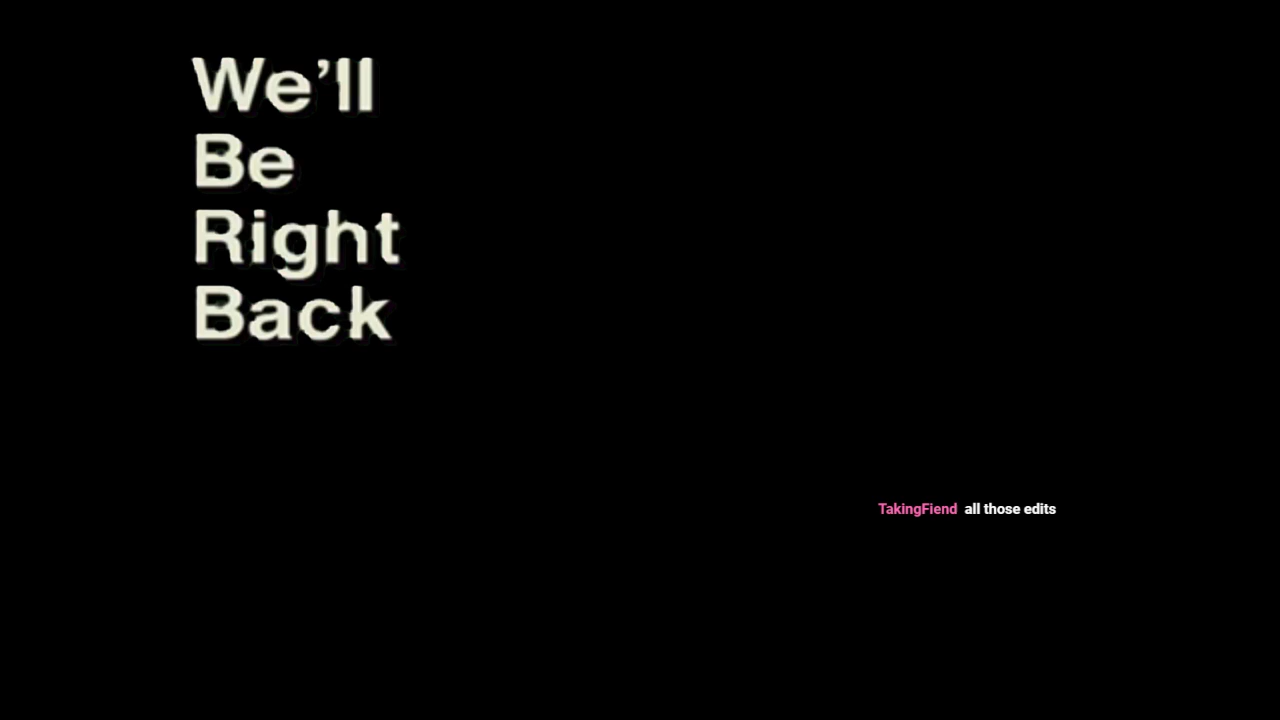 We’ll
Be
Right
Back
TakingFiend all those edits